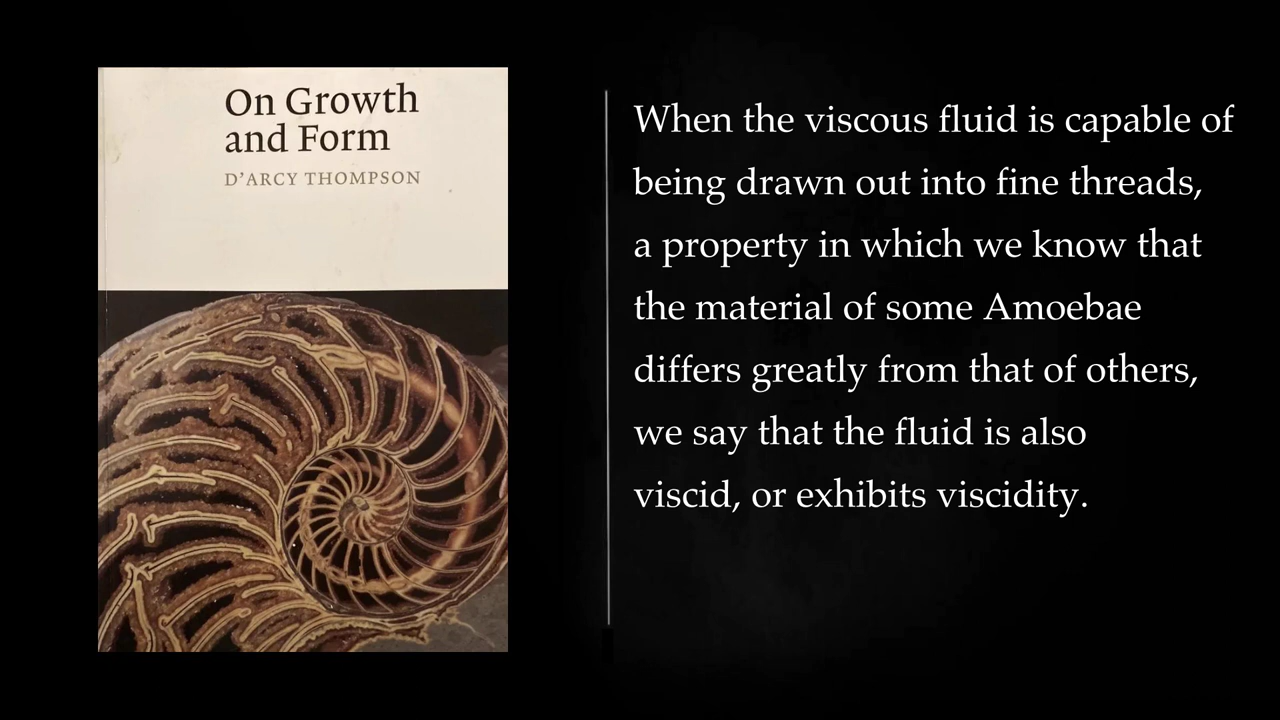 On Growth
and Form
D'ARCY THOMPSON
When the viscous fluid is capable of
being drawn out into fine threads,
a property in which we know that
the material of some Amoebae
differs greatly from that of others,
we say that the fluid is also
viscid, or exhibits viscidity.